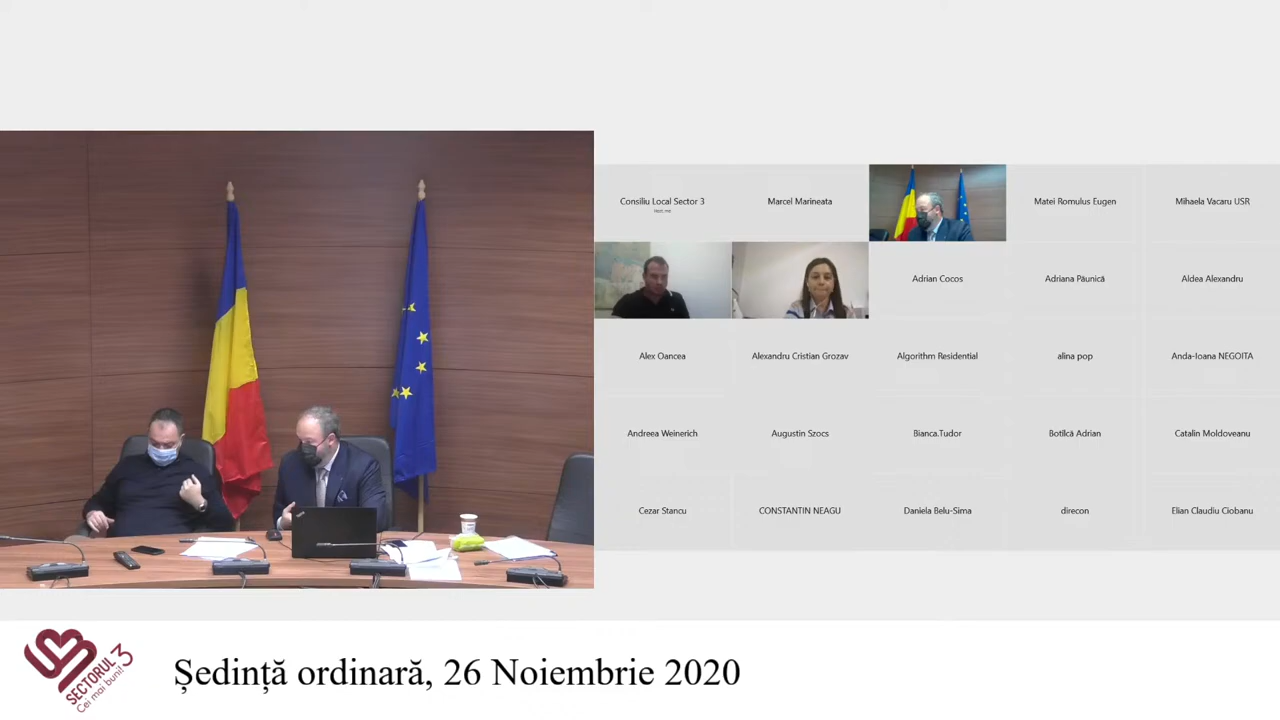 Consiliu Local Sector 3
Marcel Marineata
Matei Romulus Eugen
Mihaela Vacaru USR
Adrian Cocos
Adriana Păunică
Aldea Alexandru
Alex Oancea
Alexandru Cristian Grozav
Algorithm Residential
alina pop
Anda-Ioana NEGOITA
Andreea Weinerich
Augustin Szocs
Bianca.Tudor
Botilcă Adrian
Catalin Moldoveanu
Cezar Stancu
CONSTANTIN NEAGU
Daniela Belu-Sima
direcon
Elian Claudiu Ciobanu
SECTORUL 3
Cei mai buni!
Ședință ordinară, 26 Noiembrie 2020